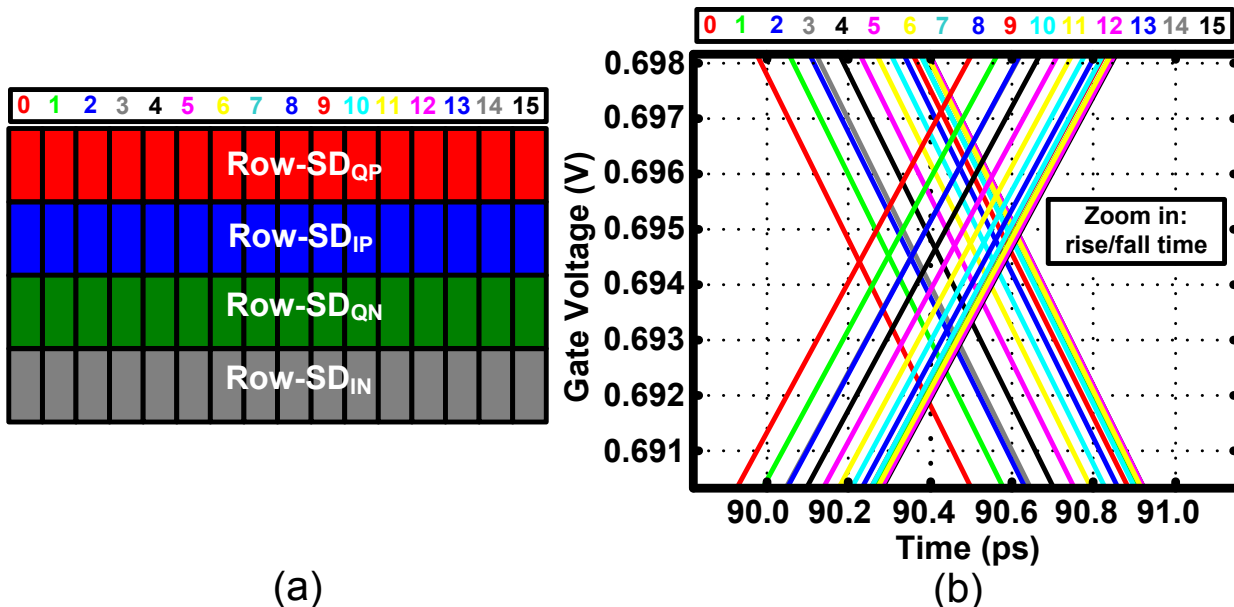 0 1 2 3 4 5 6 7 8 9 10 11 12 13 14 15
Row-SDQP
Row-SDIP
Row-SDQN
Row-SDIN
(a)
0 1 2 3 4 5 6 7 8 9 10 11 12 13 14 15
0.698
0.697
0.696
0.695
0.694
0.693
0.692
0.691
Gate Voltage (V)
Zoom in:
rise/fall time
90.0 90.2 90.4 90.6 90.8 91.0
Time (ps)
(b)